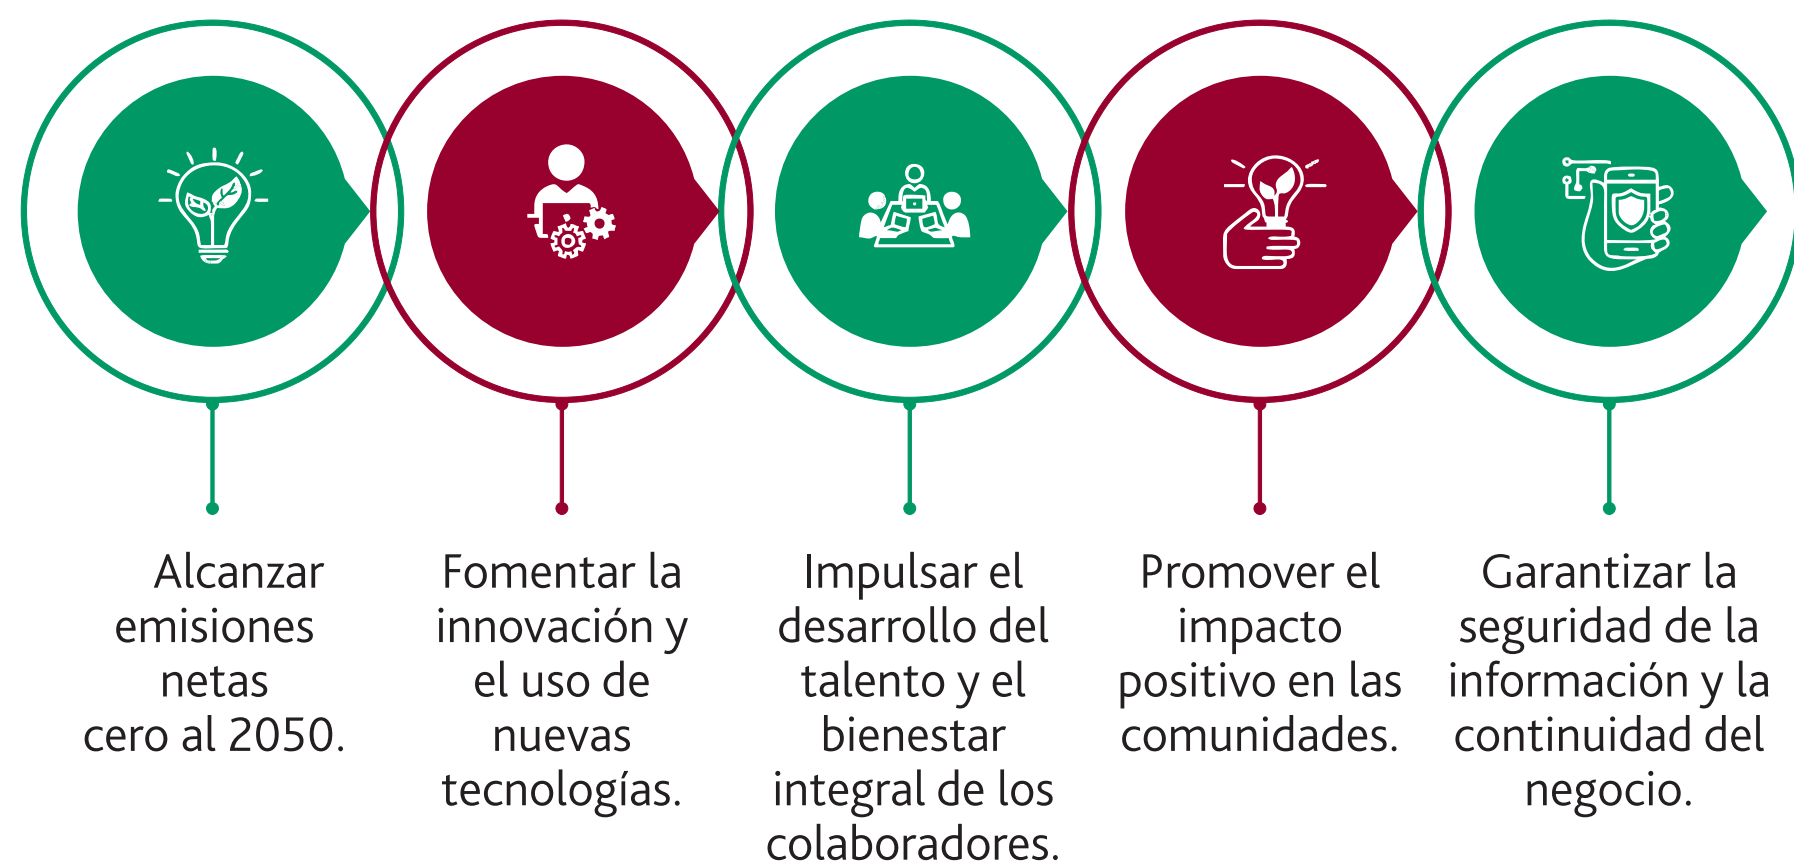 Alcanzar
emisiones
netas
cero al 2050.
Fomentar la
innovación y
el uso de
nuevas
tecnologías.
Impulsar el
desarrollo del
talento y el
bienestar
integral de los
colaboradores.
Promover el
impacto
positivo en las
comunidades.
Garantizar la
seguridad de la
información y la
continuidad del
negocio.